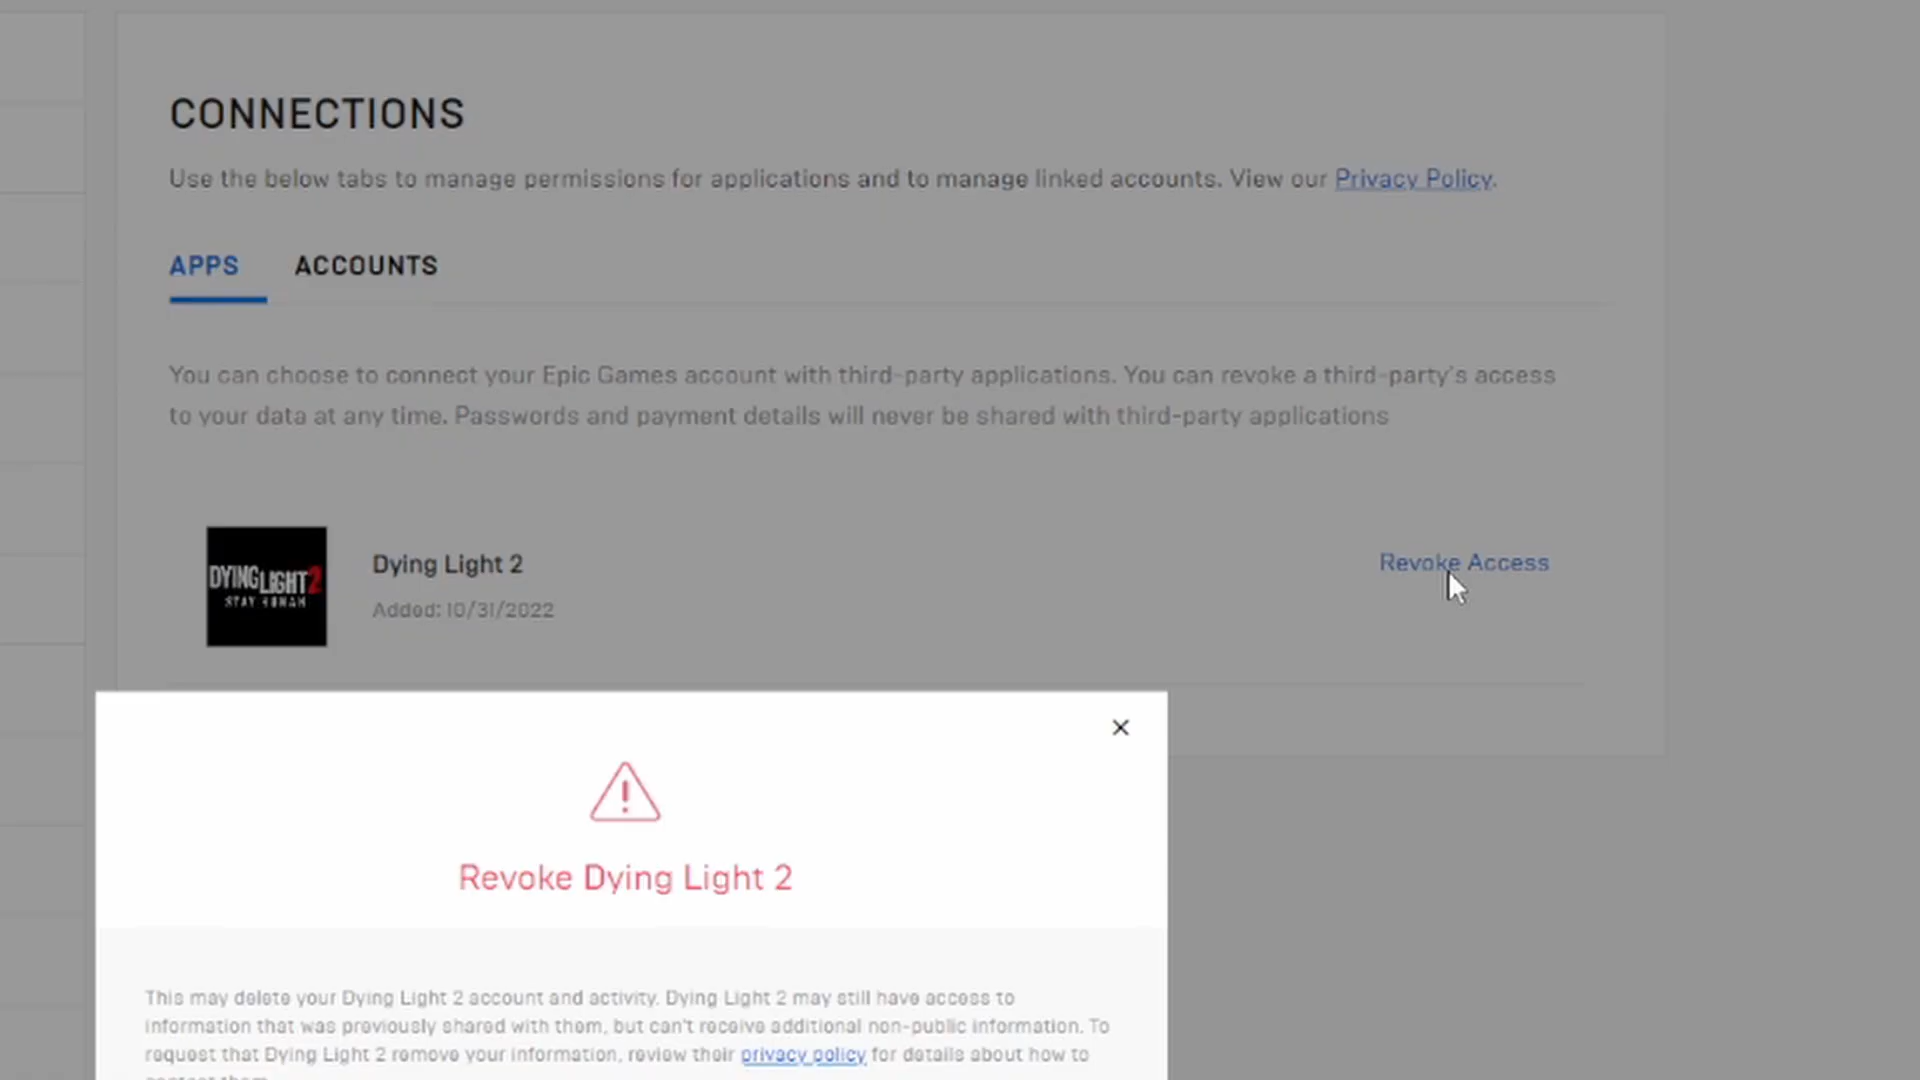 CONNECTIONS
Use the below tabs to manage permissions for applications and to manage linked accounts. View our Privacy Policy.
APPS ACCOUNTS
You can choose to connect your Epic Games account with third-party applications. You can revoke a third-party's access
to your data at any time. Passwords and payment details will never be shared with third-party applications
DYING LIGHT 2
STAY HUMAN
Dying Light 2
Revoke Access
Added: 10/31/2022
Revoke Dying Light 2
This may delete your Dying Light 2 account and activity. Dying Light 2 may still have access to
information that was previously shared with them, but can't receive additional non-public information. To
request that Dying Light 2 remove your information, review their privacy policy for details about how to